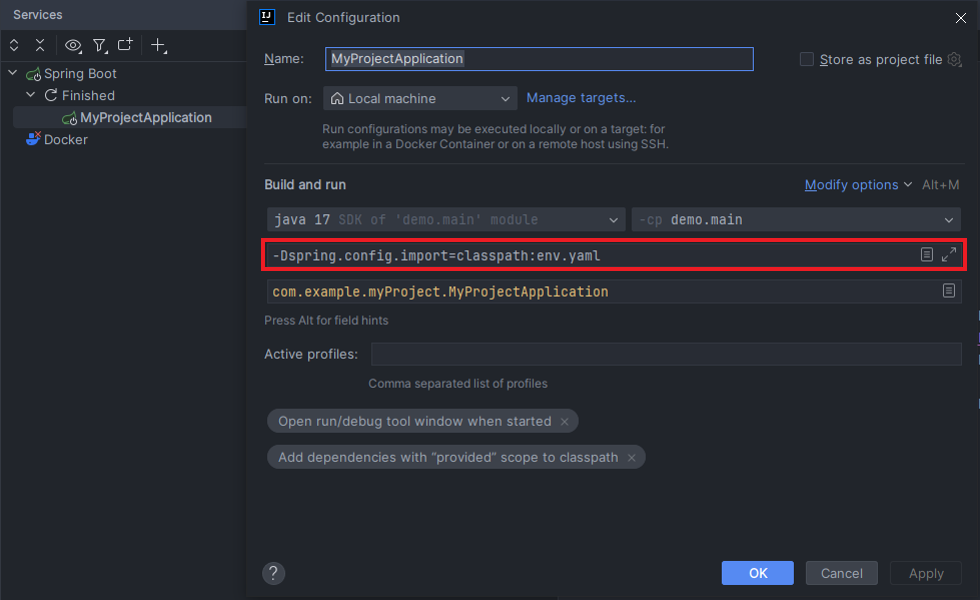 Services
Spring Boot
Finished
MyProjectApplication
Docker
IJ Edit Configuration
Name: MyProjectApplication
Store as project file
Run on: Local machine
Manage targets...
Run configurations may be executed locally or on a target: for
example in a Docker Container or on a remote host using SSH.
Build and run
Modify options Alt+M
java 17 SDK of 'demo.main' module
-cp demo.main
-Dspring.config.import=classpath:env.yaml
com.example.myProject.MyProjectApplication
Press Alt for field hints
Active profiles:
Comma separated list of profiles
Open run/debug tool window when started ×
Add dependencies with “provided” scope to classpath ×
? OK Cancel Apply